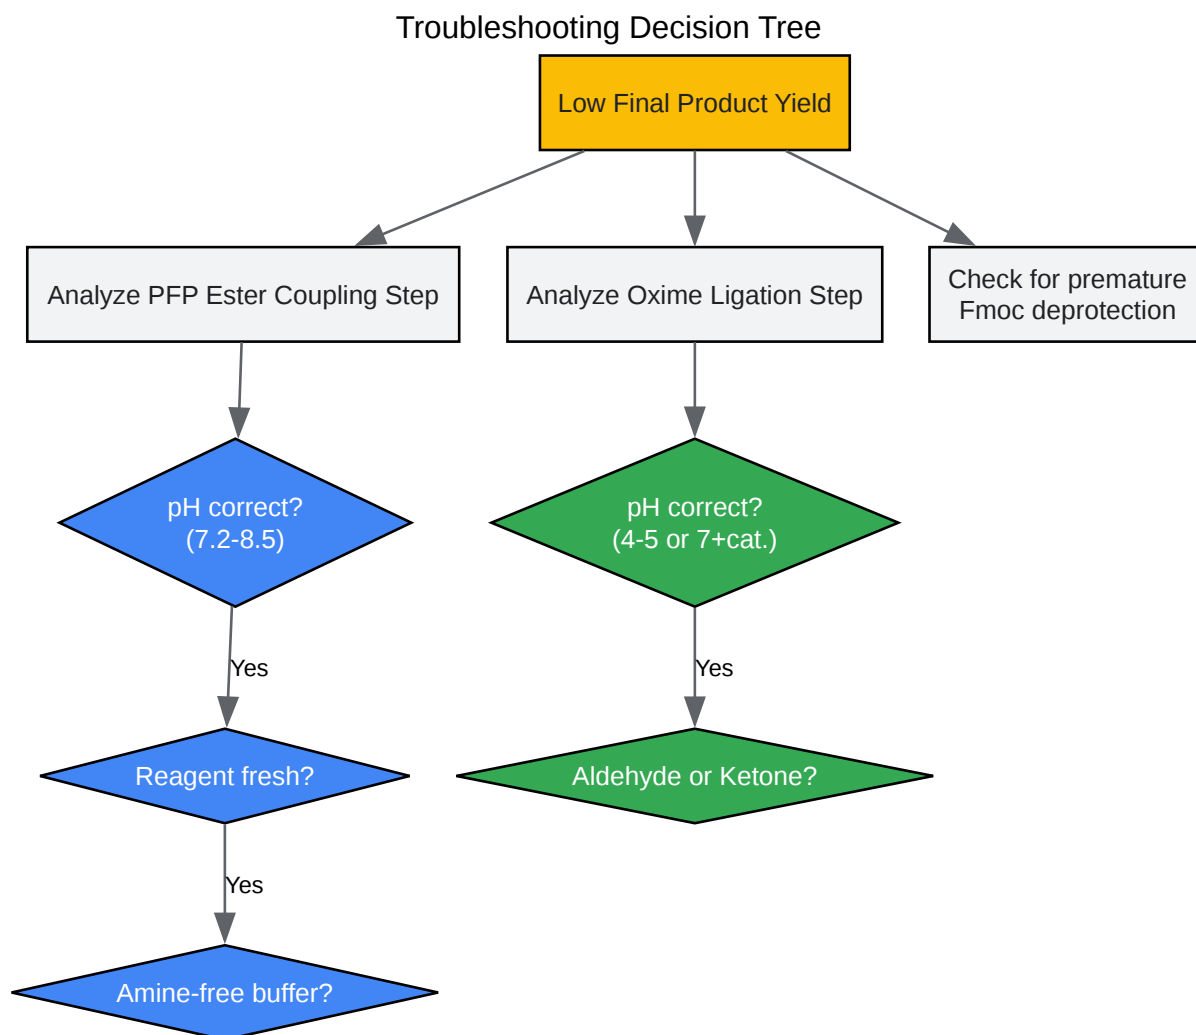 Troubleshooting Decision Tree
Low Final Product Yield
Analyze PFP Ester Coupling Step
Analyze Oxime Ligation Step
Check for premature
Fmoc deprotection
pH correct?
(7.2-8.5)
pH correct?
(4-5 or 7+cat.)
Yes
Yes
Reagent fresh?
Aldehyde or Ketone?
Yes
Amine-free buffer?